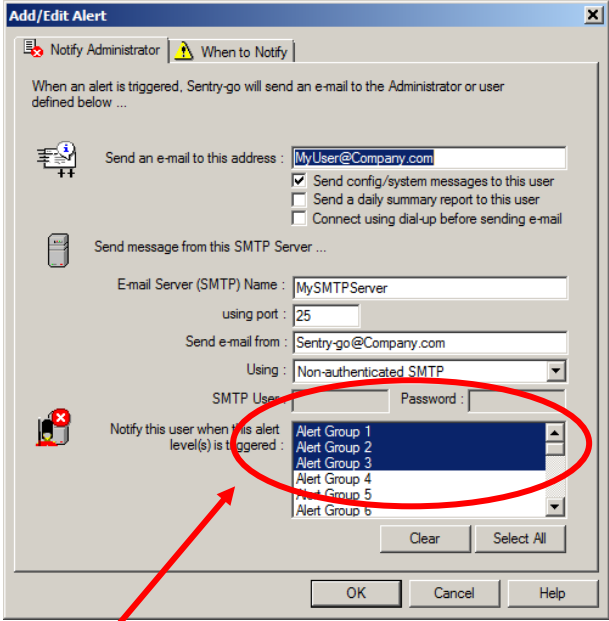 Add/Edit Alert
Notify Administrator
When to Notify
When an alert is triggered, Sentry-go will send an e-mail to the Administrator or user
defined below ...
Send an e-mail to this address :
MyUser@Company.com
Send config/system messages to this user
Send a daily summary report to this user
Connect using dial-up before sending e-mail
Send message from this SMTP Server ...
E-mail Server (SMTP) Name :
MySMTPServer
using port :
25
Send e-mail from :
Sentry-go@Company.com
Using :
Non-authenticated SMTP
SMTP User :
Password :
Notify this user when this alert
level(s) is triggered :
Alert Group 1
Alert Group 2
Alert Group 3
Alert Group 4
Alert Group 5
Alert Group 6
Clear
Select All
OK
Cancel
Help